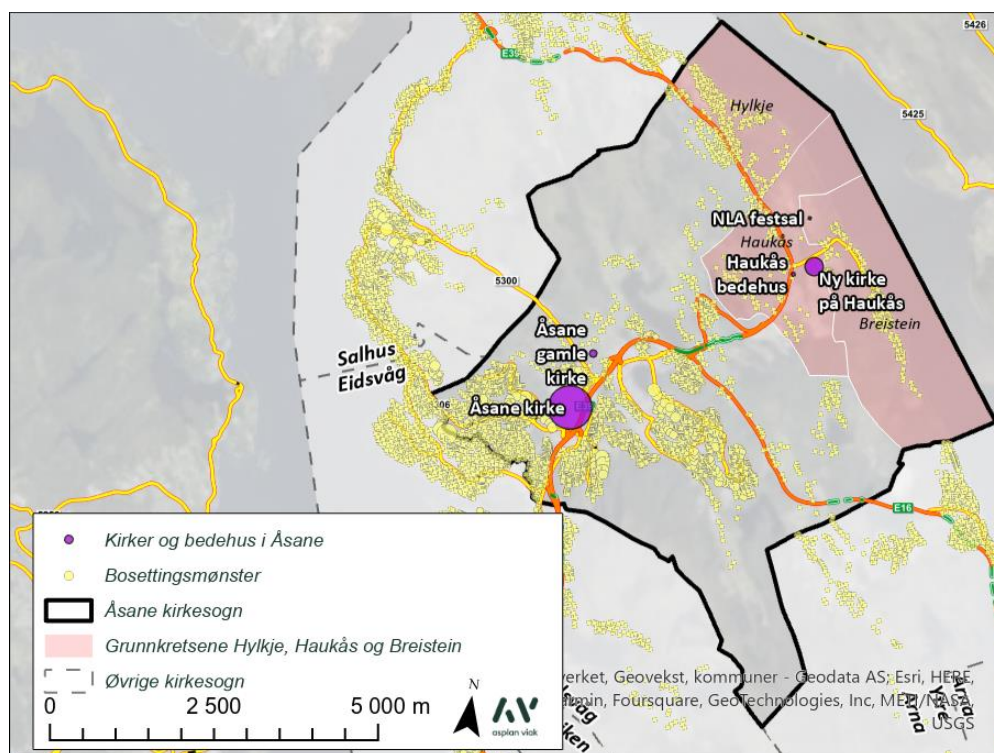 5426
E39
Hylkje
5425
NLA festsal
Haukås
Haukås
bedehus
Ny kirke
på Haukås
Breistein
5300
Åsane
gamle
kirke
Salhus
Eidsvåg
Åsane kirke
E16
Kirker og bedehus i Åsane
Bosettingsmønster
Åsane kirkesogn
Grunnkretsene Hylkje, Haukås og Breistein
Øvrige kirkesogn
0 2 500 5 000 m
N
asplan viak
Geovekst, kommuner - Geodata AS; Esri, HERE,
Foursquare, GeoTechnologies, Inc, METI/NASA,
USGS
Arna
Ytre